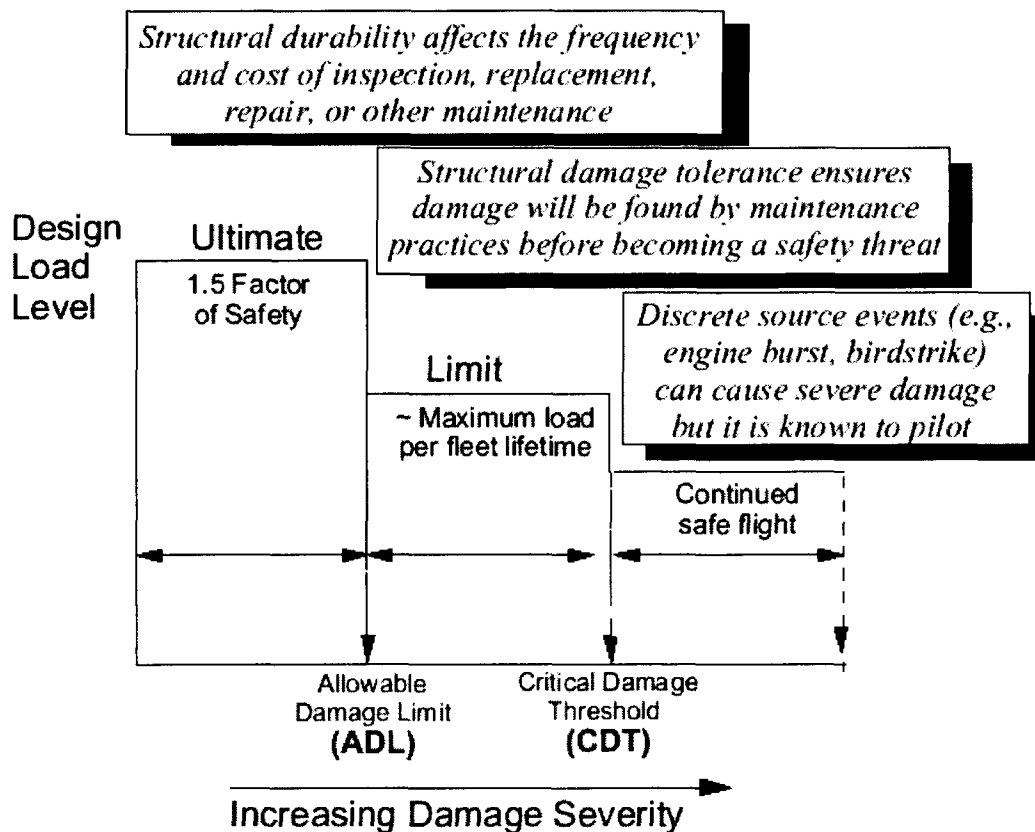 Structural durability affects the frequency
and cost of inspection, replacement,
repair, or other maintenance
Structural damage tolerance ensures
damage will be found by maintenance
practices before becoming a safety threat
Design
Load
Level
Ultimate
1.5 Factor
of Safety
Discrete source events (e.g.,
engine burst, birdstrike)
can cause severe damage
but it is known to pilot
Limit
~ Maximum load
per fleet lifetime
Continued
safe flight
Allowable
Damage Limit
(ADL)
Critical Damage
Threshold
(CDT)
Increasing Damage Severity